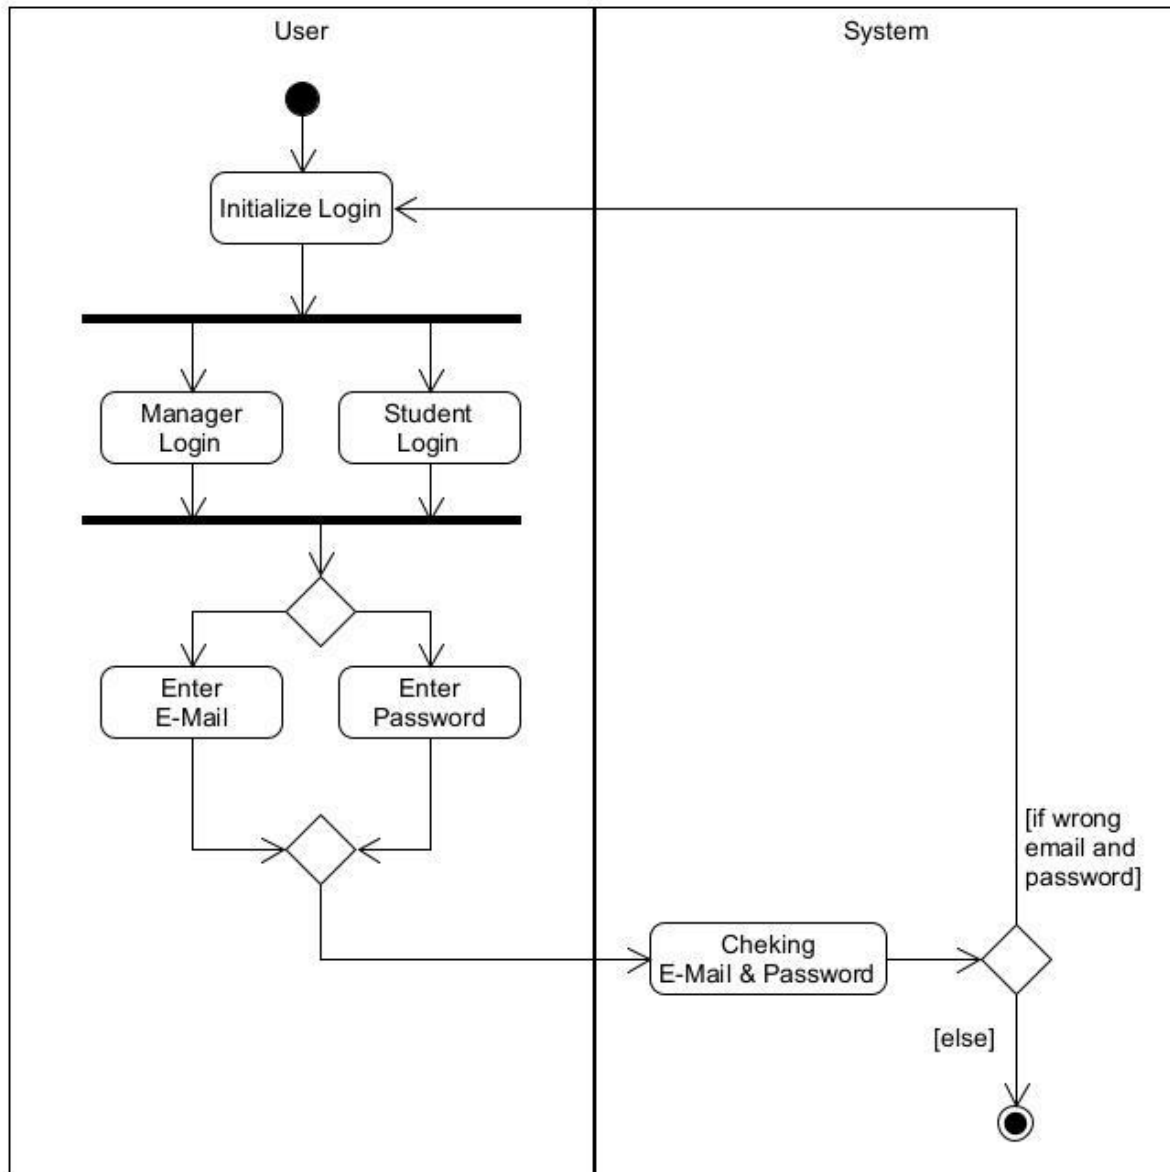 User
System
Initialize Login
Manager
Login
Student
Login
Enter
E-Mail
Enter
Password
[if wrong
email and
password]
Cheking
E-Mail & Password
[else]